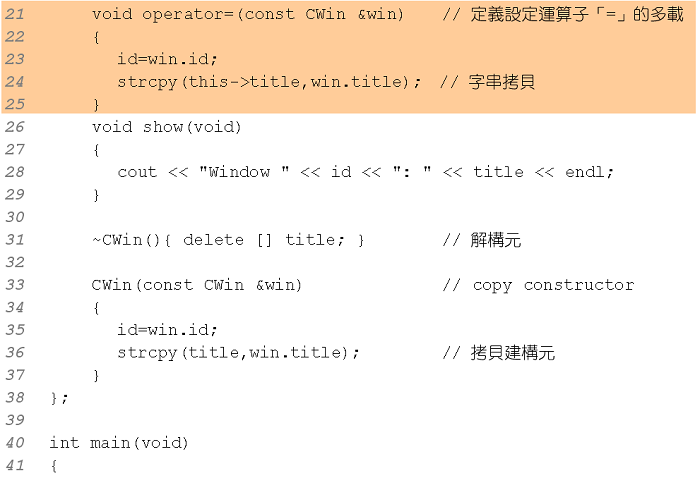 21 void operator=(const CWin &win) // 定義設定運算子「=」的多載
22 {
23 id=win.id;
24 strcpy(this->title,win.title); // 字串拷貝
25 }
26 void show(void)
27 {
28 cout << "Window " << id << ": " << title << endl;
29 }
30
31 ~CWin(){ delete [] title; } // 解構元
32
33 CWin(const CWin &win) // copy constructor
34 {
35 id=win.id;
36 strcpy(title,win.title); // 拷貝建構元
37 }
38 };
39
40 int main(void)
41 {